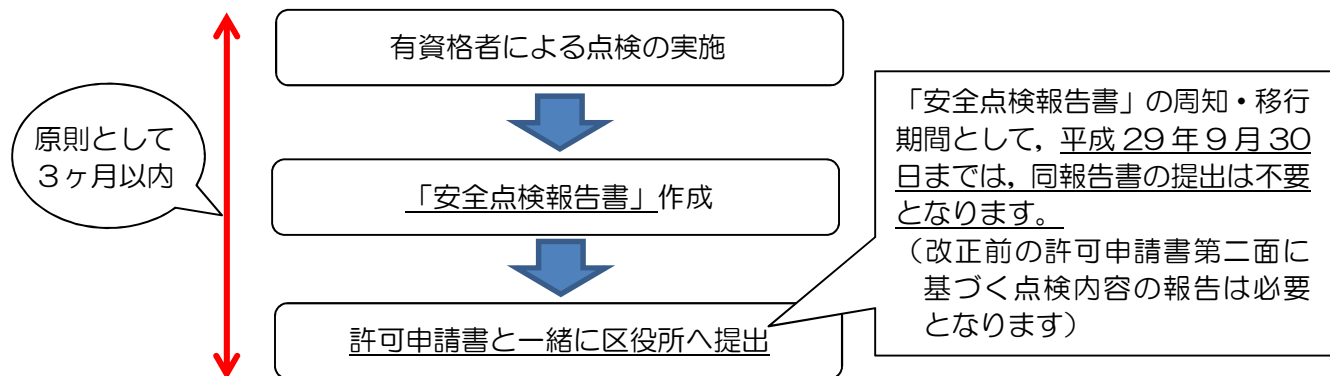 有資格者による点検の実施
原則として
３ヶ月以内
「安全点検報告書」作成
許可申請書と一緒に区役所へ提出
「安全点検報告書」の周知・移行
期間として，平成 29 年 9 月 30
日までは，同報告書の提出は不要
となります。
（改正前の許可申請書第二面に
基づく点検内容の報告は必要
となります）